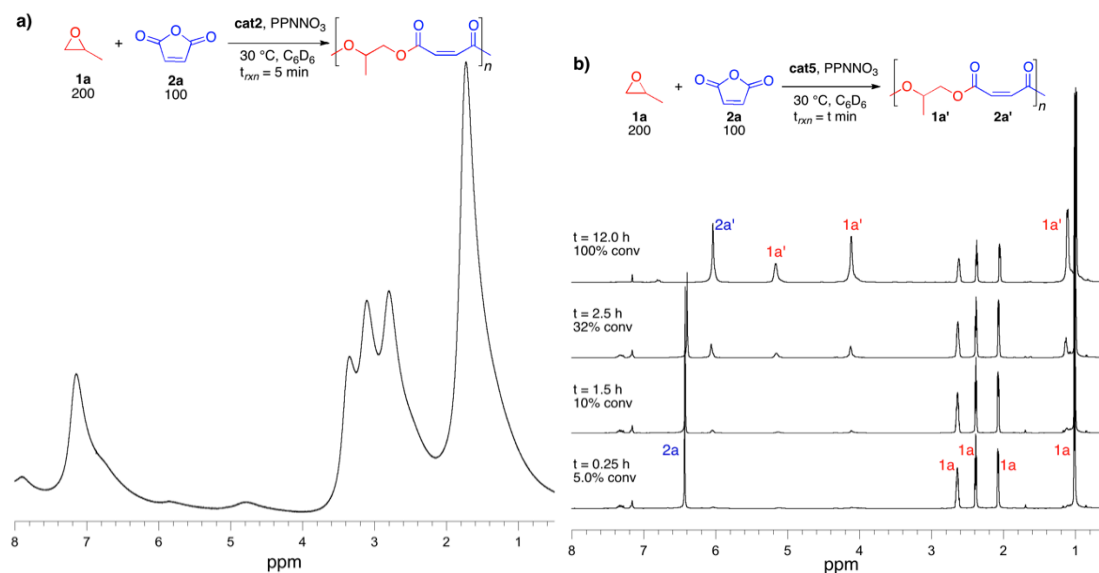 a)
O
+
O
O
O
1a
200
2a
100
cat2, PPNNO3
30 °C, C6D6
trxn = 5 min
O
O
O
O
n
8
7
6
5
4
3
2
1
ppm
b)
O
+
O
O
O
1a
200
2a
100
cat5, PPNNO3
30 °C, C6D6
trxn = t min
O
O
O
O
n
1a'
2a'
t = 12.0 h
100% conv
2a'
1a'
1a'
1a'
t = 2.5 h
32% conv
t = 1.5 h
10% conv
t = 0.25 h
5.0% conv
2a
1a
1a
1a
1a
8
7
6
5
4
3
2
1
ppm